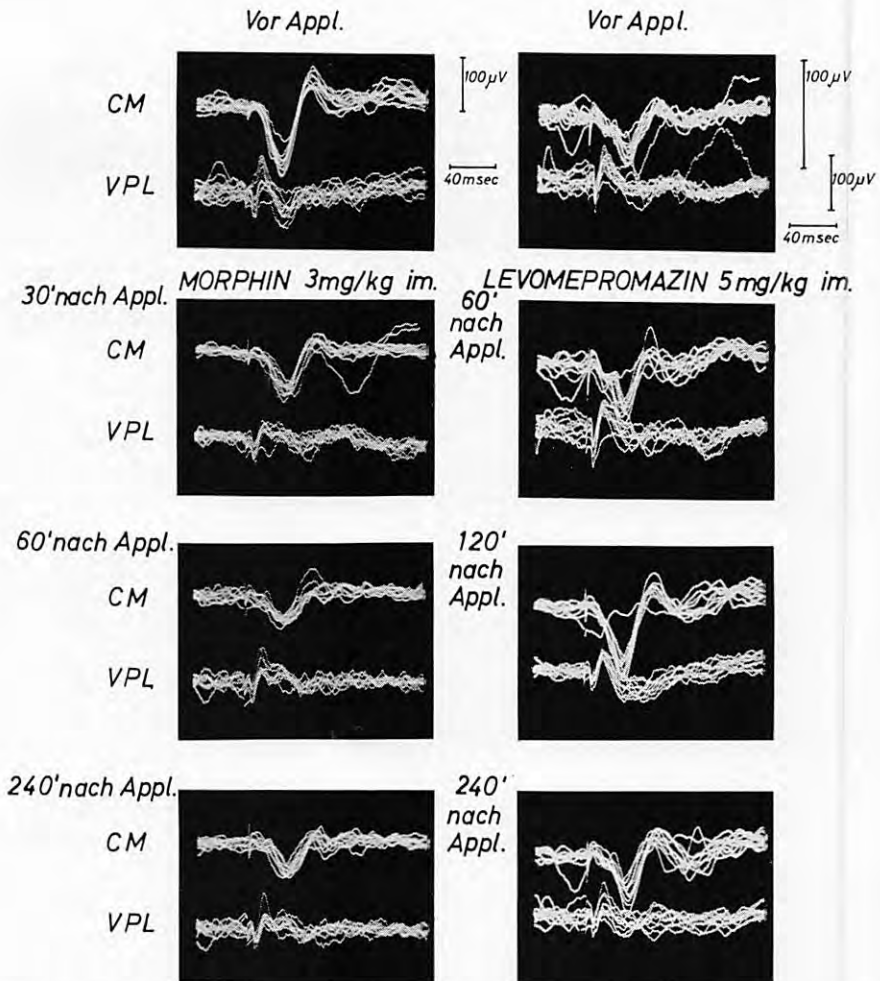 Vor Appl.
Vor Appl.
CM
VPL
100µV
40msec
100µV
100µV
40msec
MORPHIN 3mg/kg im.
30'nach Appl.
CM
VPL
LEVOMEPROMAZIN 5mg/kg im.
60'
nach
Appl.
60'nach Appl.
CM
VPL
120'
nach
Appl.
240'nach Appl.
CM
VPL
240'
nach
Appl.